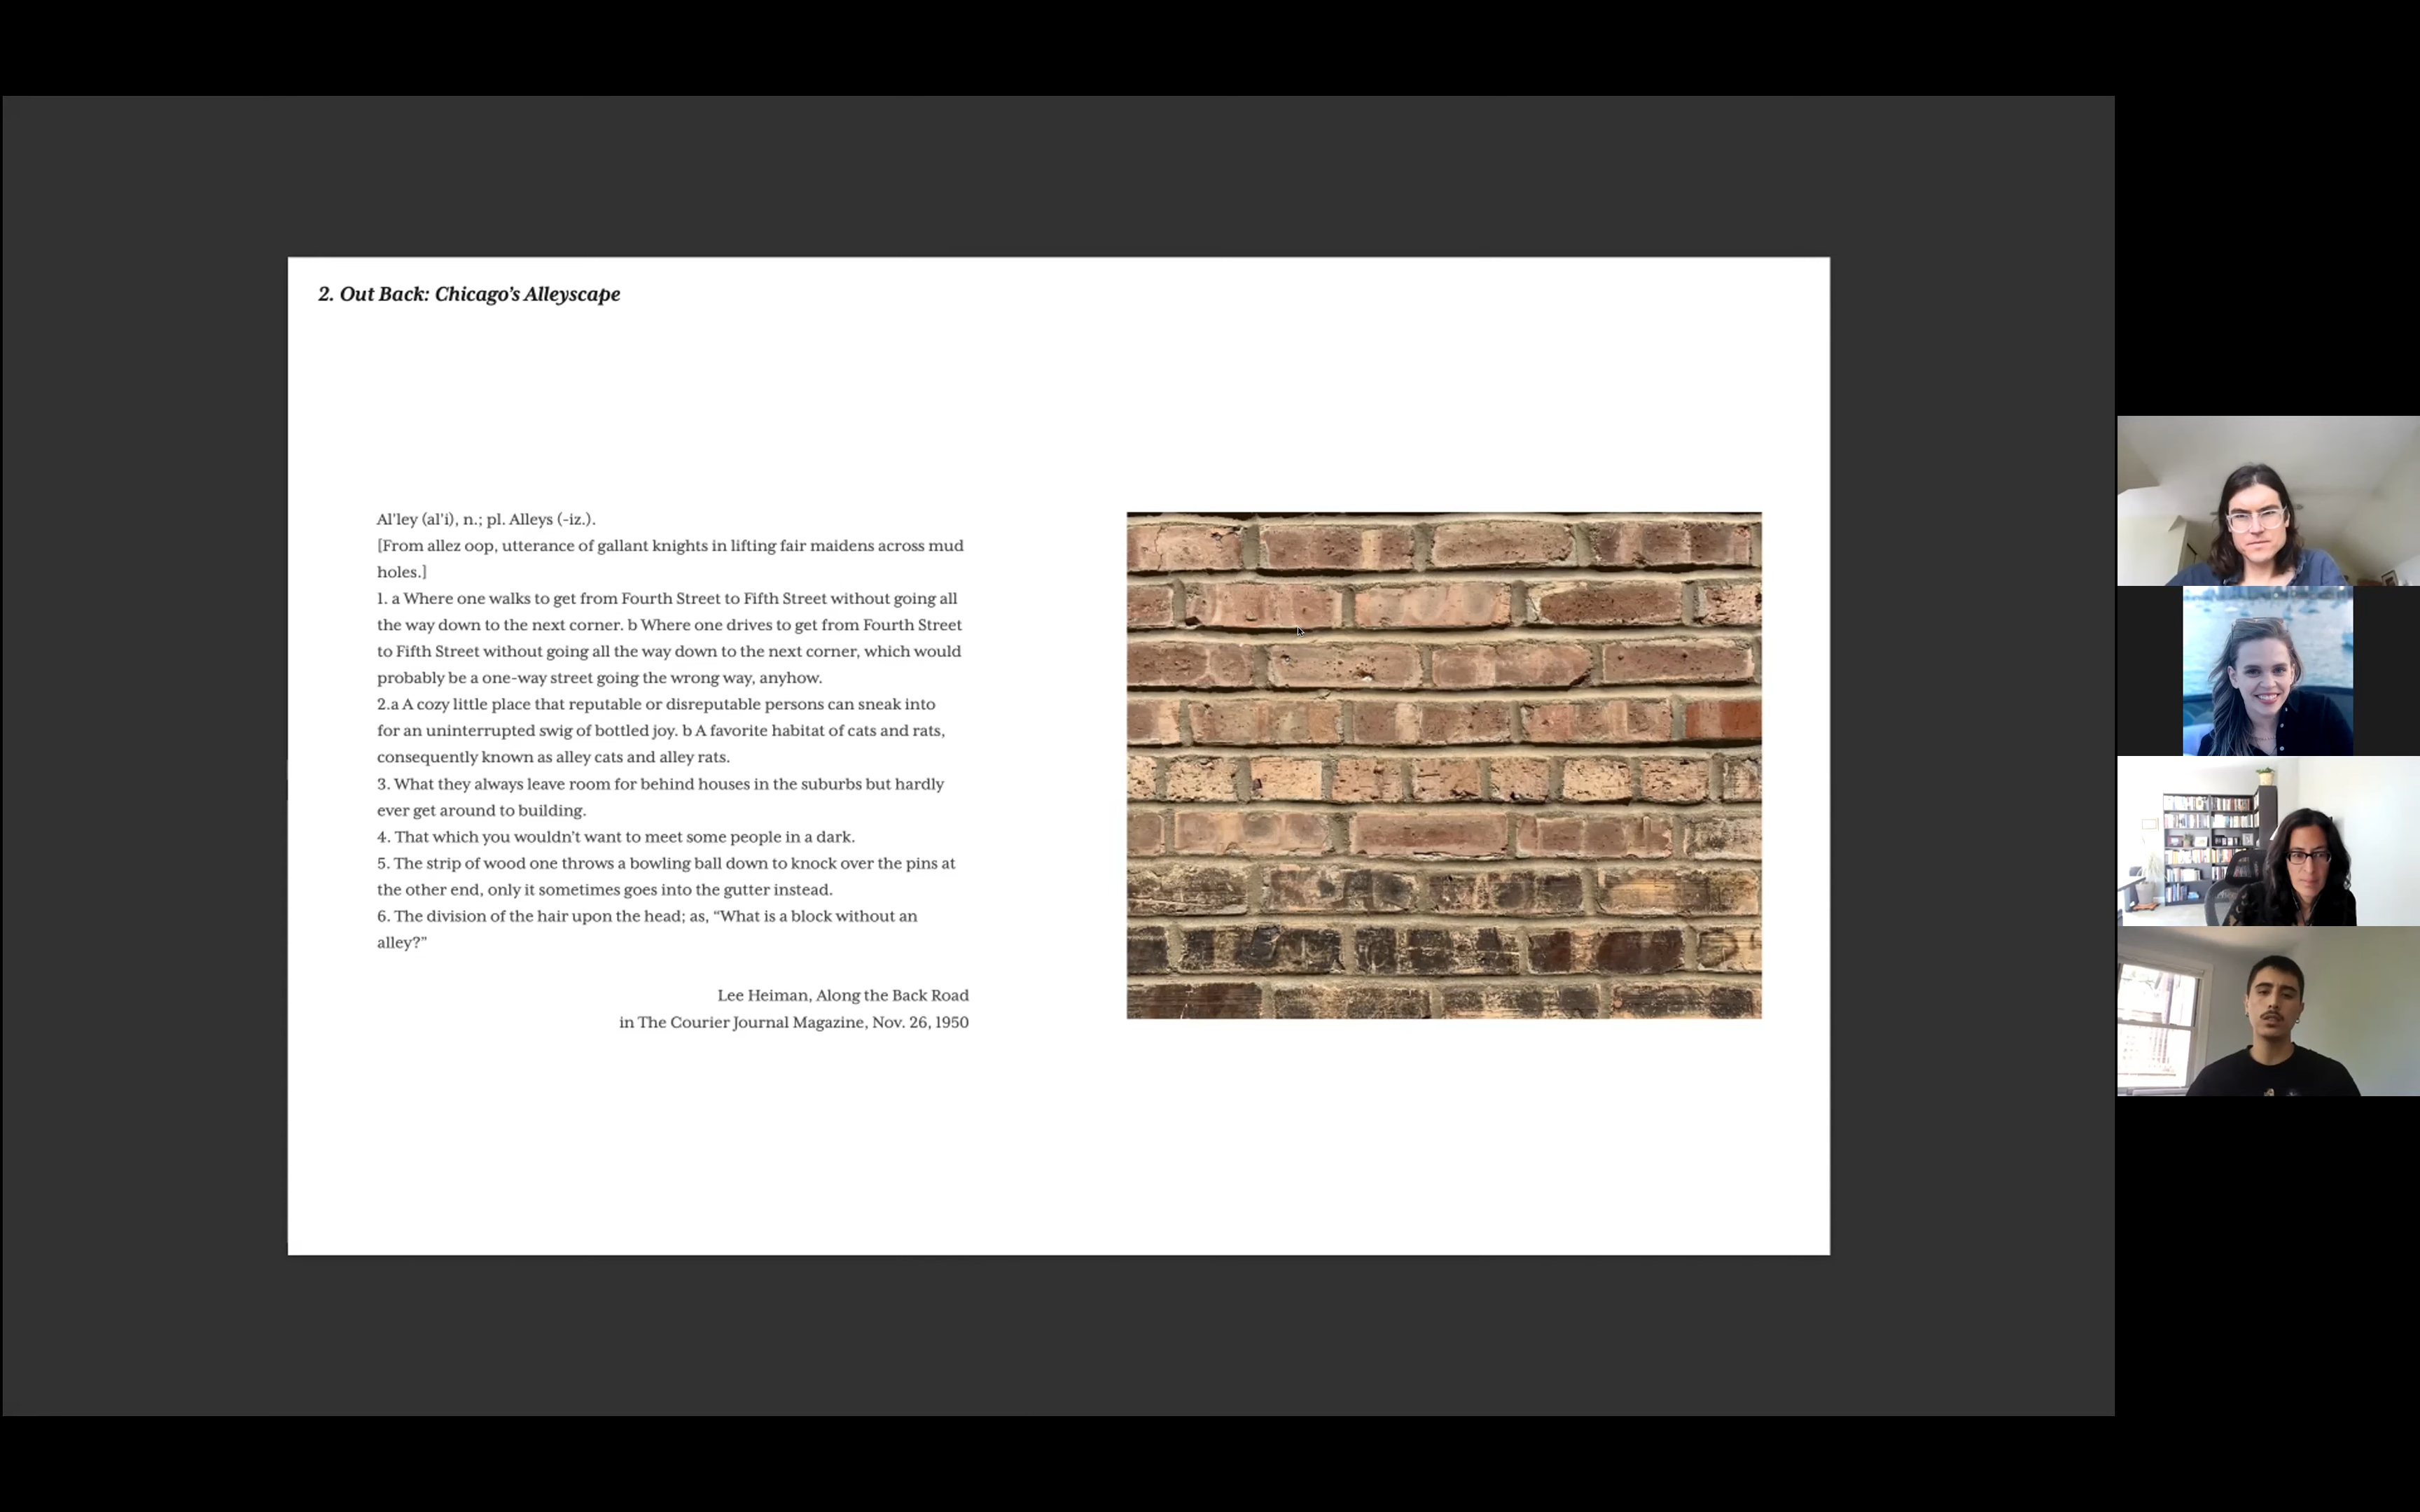 2. Out Back: Chicago’s Alleyscape
Al'ley (al'i), n.; pl. Alleys (-iz.).
[From allez oop, utterance of gallant knights in lifting fair maidens across mud
holes.]
1. a Where one walks to get from Fourth Street to Fifth Street without going all
the way down to the next corner. b Where one drives to get from Fourth Street
to Fifth Street without going all the way down to the next corner, which would
probably be a one-way street going the wrong way, anyhow.
2.a A cozy little place that reputable or disreputable persons can sneak into
for an uninterrupted swig of bottled joy. b A favorite habitat of cats and rats,
consequently known as alley cats and alley rats.
3. What they always leave room for behind houses in the suburbs but hardly
ever get around to building.
4. That which you wouldn’t want to meet some people in a dark.
5. The strip of wood one throws a bowling ball down to knock over the pins at
the other end, only it sometimes goes into the gutter instead.
6. The division of the hair upon the head; as, “What is a block without an
alley?”
Lee Heiman, Along the Back Road
in The Courier Journal Magazine, Nov. 26, 1950